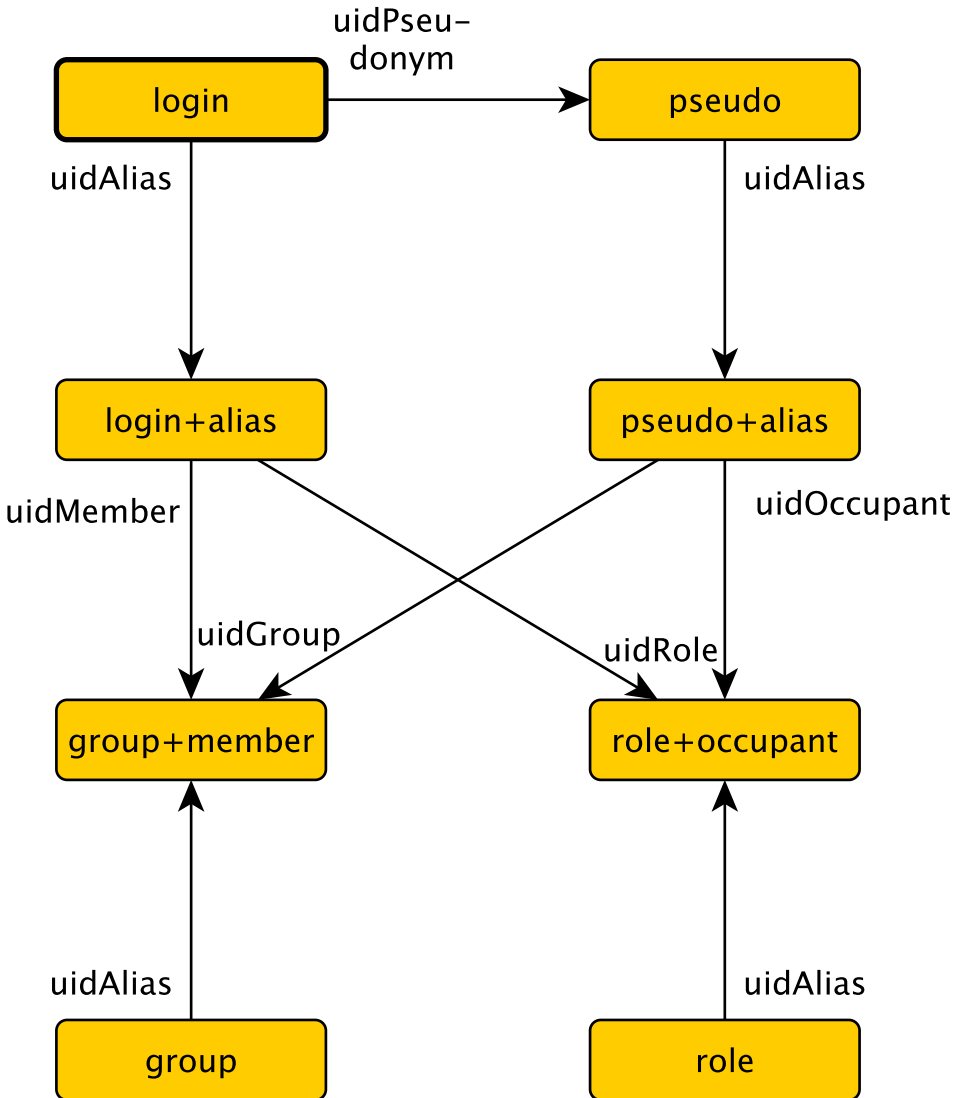 uidPseu-
donym
login
pseudo
uidAlias
uidAlias
login+alias
pseudo+alias
uidMember
uidOccupant
uidGroup
uidRole
group+member
role+occupant
uidAlias
uidAlias
group
role